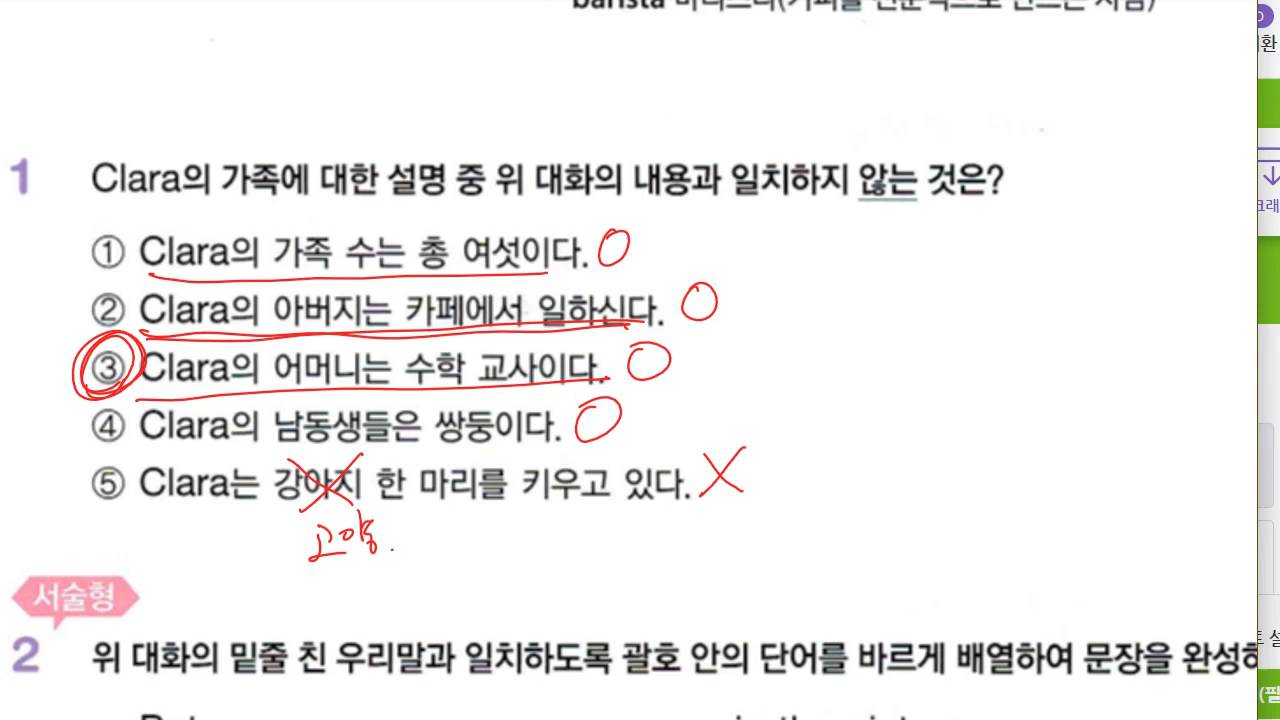 barista 바리스타(커피를 전문적으로 만드는 사람)
환
1 Clara의 가족에 대한 설명 중 위 대화의 내용과 일치하지 않는 것은?
① Clara의 가족 수는 총 여섯이다. O
② Clara의 아버지는 카페에서 일하신다. O
크래
③ Clara의 어머니는 수학 교사이다. O
④ Clara의 남동생들은 쌍둥이다. O
⑤ Clara는 강아지 한 마리를 키우고 있다. X
고양
서술형
2 위 대화의 밑줄 친 우리말과 일치하도록 괄호 안의 단어를 바르게 배열하여 문장을 완성하
트 설
(필